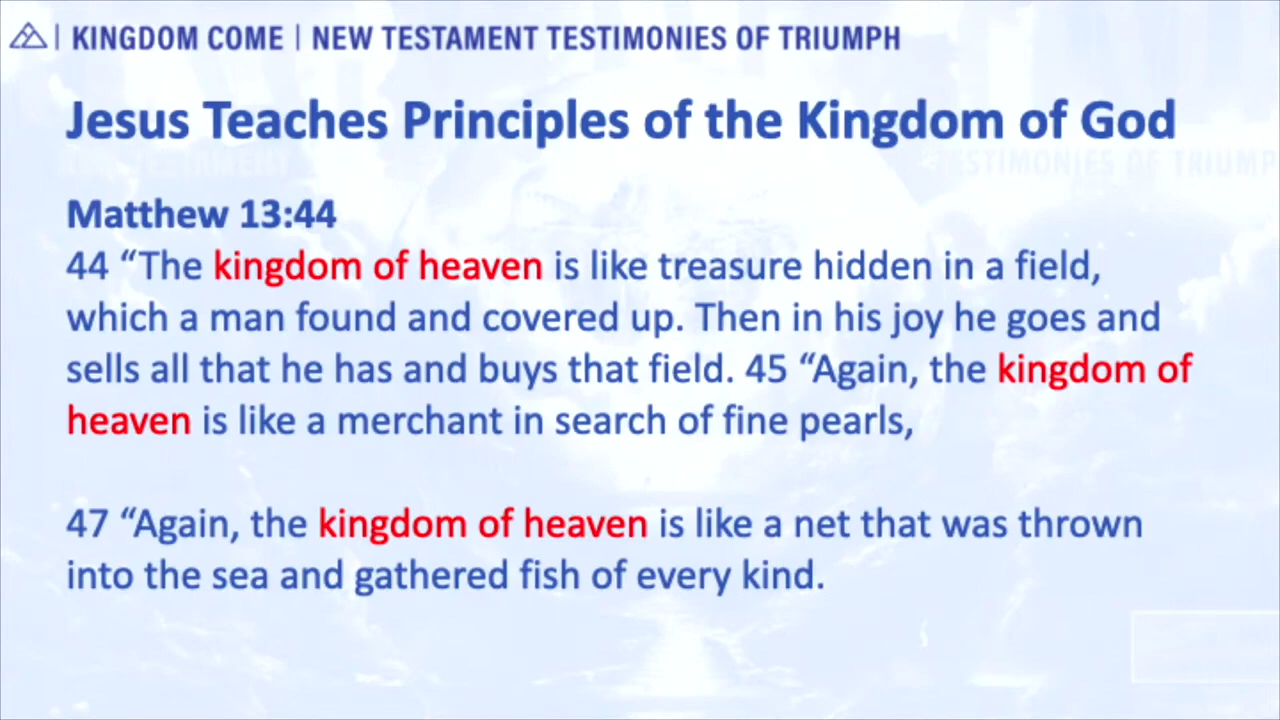 KINGDOM COME | NEW TESTAMENT TESTIMONIES OF TRIUMPH
Jesus Teaches Principles of the Kingdom of God
TESTIMONIES OF TRIUMP
Matthew 13:44
44 “The kingdom of heaven is like treasure hidden in a field,
which a man found and covered up. Then in his joy he goes and
sells all that he has and buys that field. 45 “Again, the kingdom of
heaven is like a merchant in search of fine pearls,
47 “Again, the kingdom of heaven is like a net that was thrown
into the sea and gathered fish of every kind.